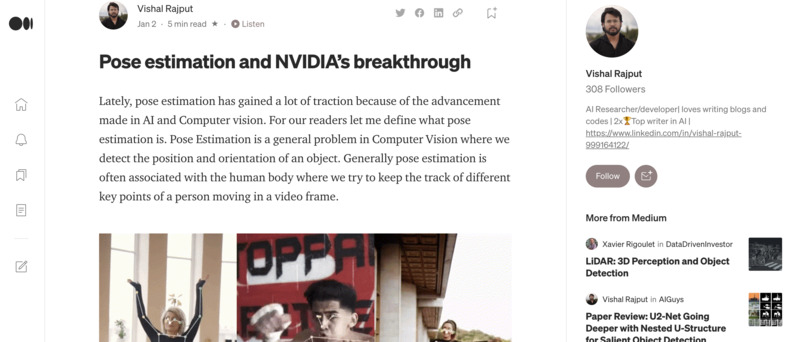 Vishal Rajput
Jan 2 · 5 min read · Listen
Pose estimation and NVIDIA's breakthrough
Lately, pose estimation has gained a lot of traction because of the advancement
made in AI and Computer vision. For our readers let me define what pose
estimation is. Pose Estimation is a general problem in Computer Vision where we
detect the position and orientation of an object. Generally pose estimation is
often associated with the human body where we try to keep the track of different
key points of a person moving in a video frame.
OPPA
Vishal Rajput
308 Followers
AI Researcher/developer| loves writing blogs and
codes | 2x🏆Top writer in AI |
https://www.linkedin.com/in/vishal-rajput-
999164122/
Follow
More from Medium
Xavier Rigoulet in DataDrivenInvestor
LiDAR: 3D Perception and Object
Detection
Vishal Rajput in AIGuys
Paper Review: U2-Net Going
Deeper with Nested U-Structure
for Salient Object Detection